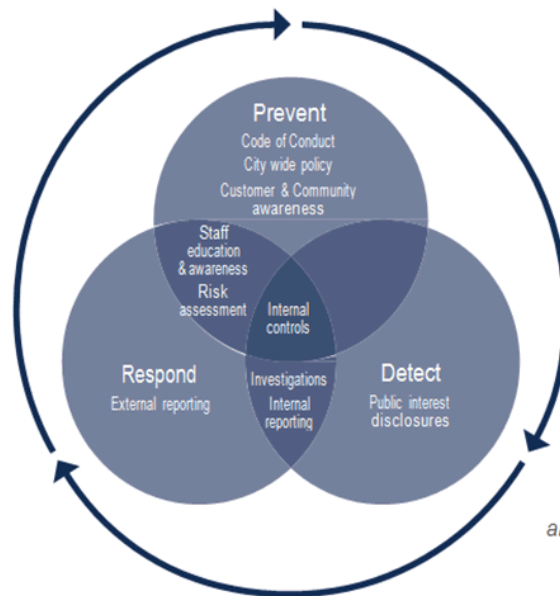 Prevent
Code of Conduct
City wide policy
Customer & Community
awareness
Staff
education
& awareness
Risk
assessment
Internal
controls
Respond
External reporting
Investigations
Internal
reporting
Detect
Public interest
disclosures